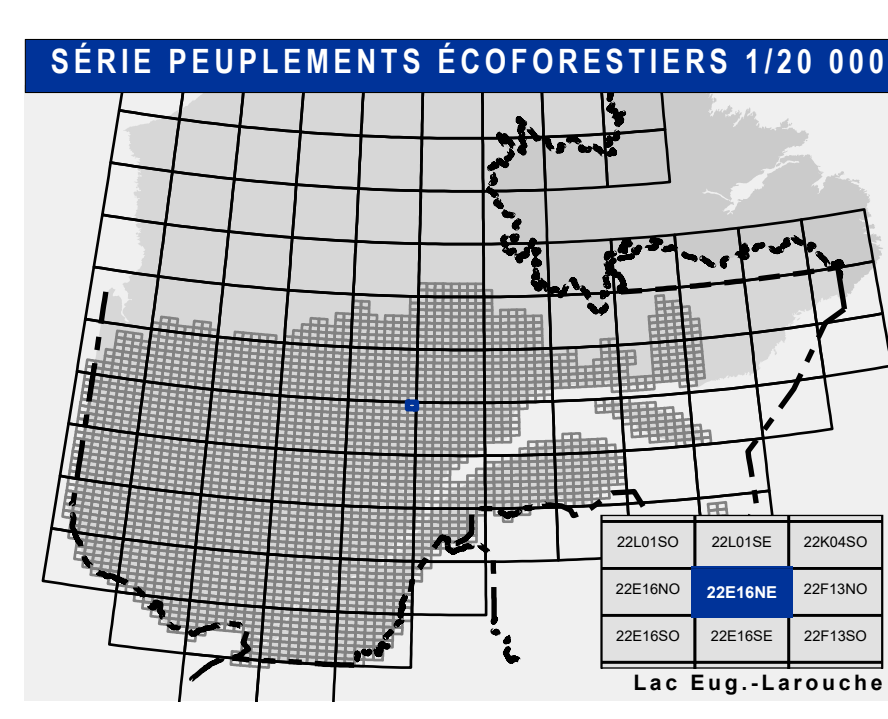 SÉRIE PEUPLEMENTS ÉCOFORESTIERS 1/20 000
22L01SO 22L01SE 22K04SO
22E16NO 22E16NE 22F13NO
22E16SO 22E16SE 22F13SO
Lac Eug.-Larouche